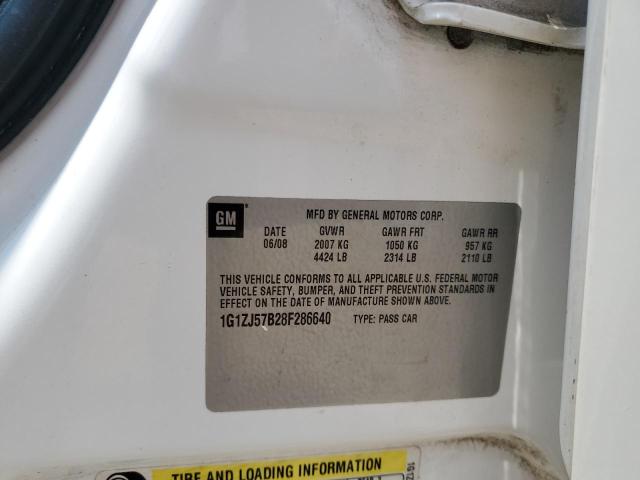 GM
MFD BY GENERAL MOTORS CORP.
DATE GVWR GAWR FRT GAWR RR
06/08 2007 KG 1050 KG 957 KG
4424 LB 2314 LB 2110 LB
THIS VEHICLE CONFORMS TO ALL APPLICABLE U.S. FEDERAL MOTOR
VEHICLE SAFETY, BUMPER, AND THEFT PREVENTION STANDARDS
IN EFFECT ON THE DATE OF MANUFACTURE SHOWN ABOVE.
1G1ZJ57B28F286640 TYPE: PASS CAR
TIRE AND LOADING INFORMATION